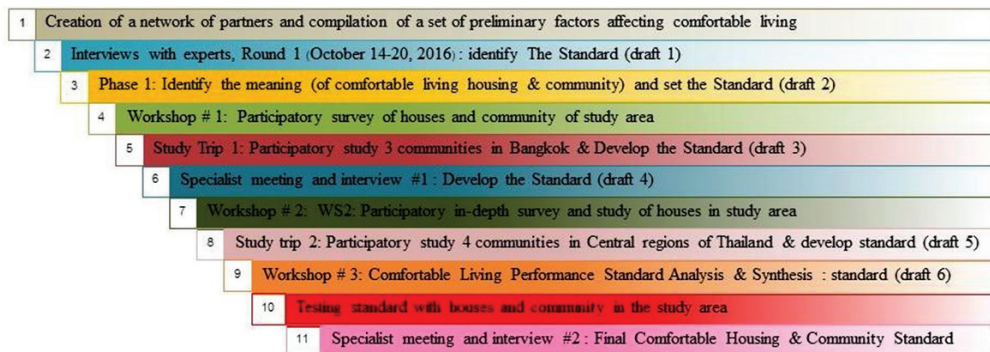 1 Creation of a network of partners and compilation of a set of preliminary factors affecting comfortable living
2 Interviews with experts, Round 1 (October 14-20, 2016) : identify The Standard (draft 1)
3 Phase 1: Identify the meaning (of comfortable living housing & community) and set the Standard (draft 2)
4 Workshop # 1: Participatory survey of houses and community of study area
5 Study Trip 1: Participatory study 3 communities in Bangkok & Develop the Standard (draft 3)
6 Specialist meeting and interview #1 : Develop the Standard (draft 4)
7 Workshop # 2: WS2: Participatory in-depth survey and study of houses in study area
8 Study trip 2: Participatory study 4 communities in Central regions of Thailand & develop standard (draft 5)
9 Workshop # 3: Comfortable Living Performance Standard Analysis & Synthesis : standard (draft 6)
10 Testing standard with houses and community in the study area
11 Specialist meeting and interview #2 : Final Comfortable Housing & Community Standard